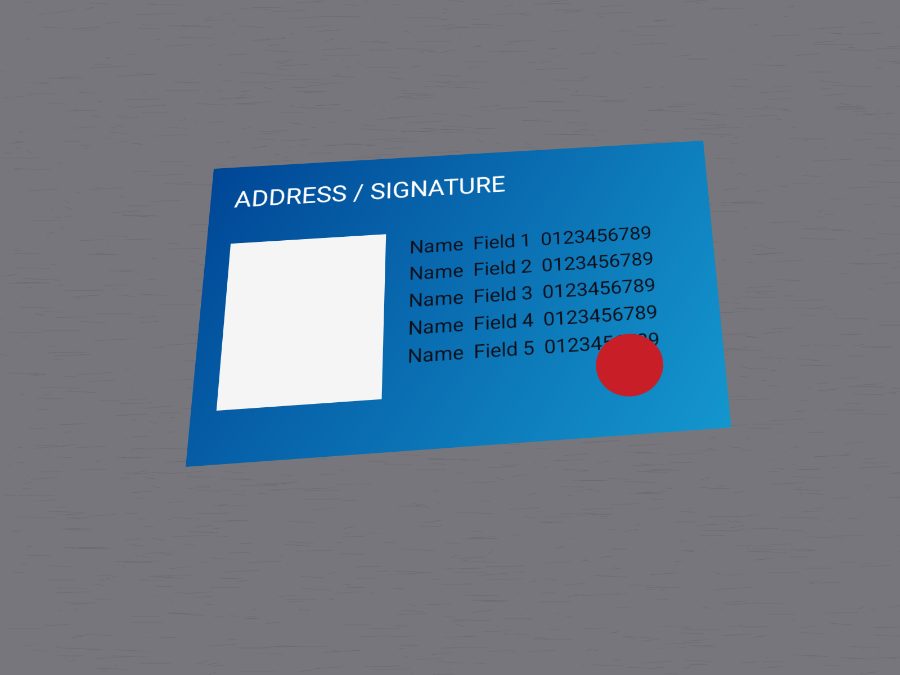 ADDRESS / SIGNATURE
Name Field 1 0123456789
Name Field 2 0123456789
Name Field 3 0123456789
Name Field 4 0123456789
Name Field 5